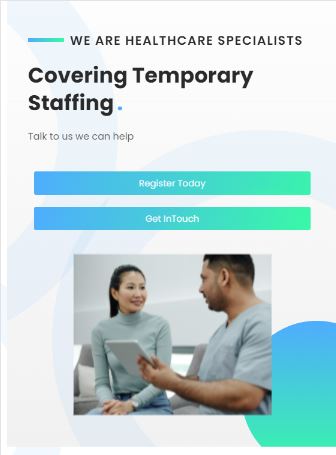 WE ARE HEALTHCARE SPECIALISTS
Covering Temporary
Staffing.
Talk to us we can help
Register Today
Get InTouch